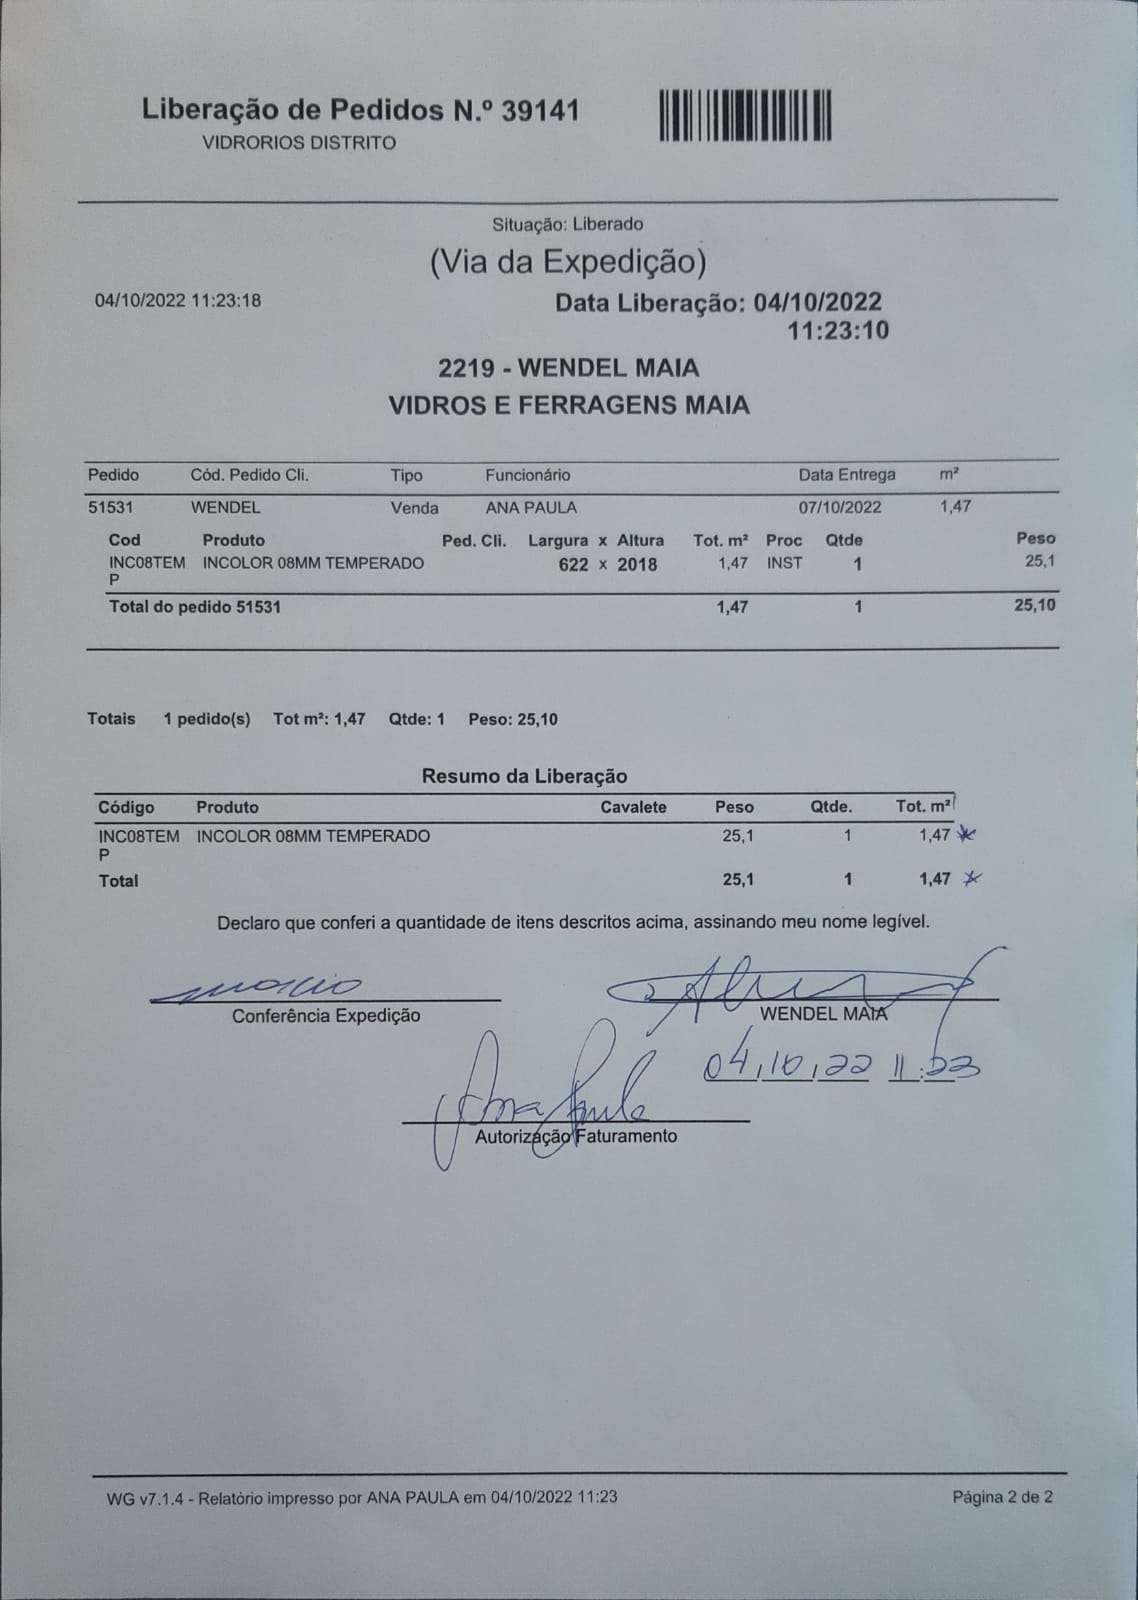 Liberação de Pedidos N.º 39141
VIDRORIOS DISTRITO
Situação: Liberado
(Via da Expedição)
04/10/2022 11:23:18 Data Liberação: 04/10/2022
11:23:10
2219 - WENDEL MAIA
VIDROS E FERRAGENS MAIA
Pedido Cód. Pedido Cli. Tipo Funcionário Data Entrega m²
51531 WENDEL Venda ANA PAULA 07/10/2022 1,47
Cod Produto Ped. Cli. Largura x Altura Tot. m² Proc Qtde Peso
INC08TEM INCOLOR 08MM TEMPERADO 622 x 2018 1,47 INST 1 25,1
P
Total do pedido 51531 1,47 1 25,10
Totais 1 pedido(s) Tot m²: 1,47 Qtde: 1 Peso: 25,10
Resumo da Liberação
Código Produto Cavalete Peso Qtde. Tot. m²
INC08TEM INCOLOR 08MM TEMPERADO 25,1 1 1,47
P
Total 25,1 1 1,47
Declaro que conferi a quantidade de itens descritos acima, assinando meu nome legível.
Conferência Expedição WENDEL MAIA
04,10,22 11:23
Ana Paula
Autorização Faturamento
WG v7.1.4 - Relatório impresso por ANA PAULA em 04/10/2022 11:23 Página 2 de 2